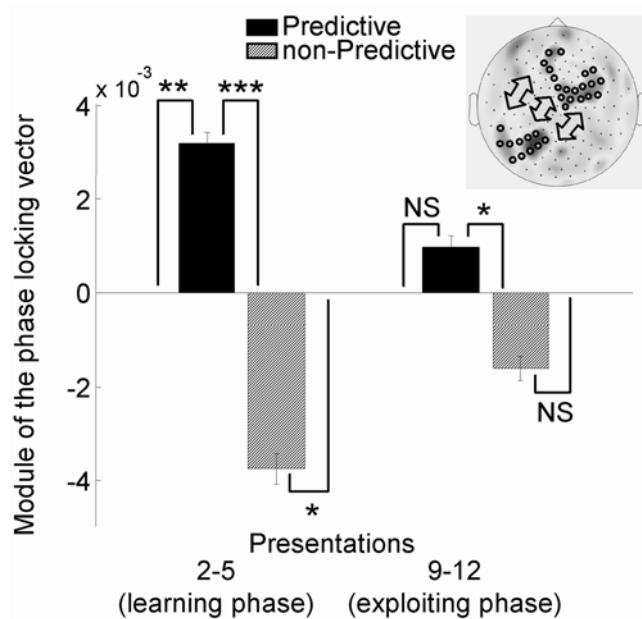 Predictive
non-Predictive
x 10-3
** ***
4
2
NS *
0
-2
NS
-4
*
Module of the phase locking vector
Presentations
2-5 9-12
(learning phase) (exploiting phase)